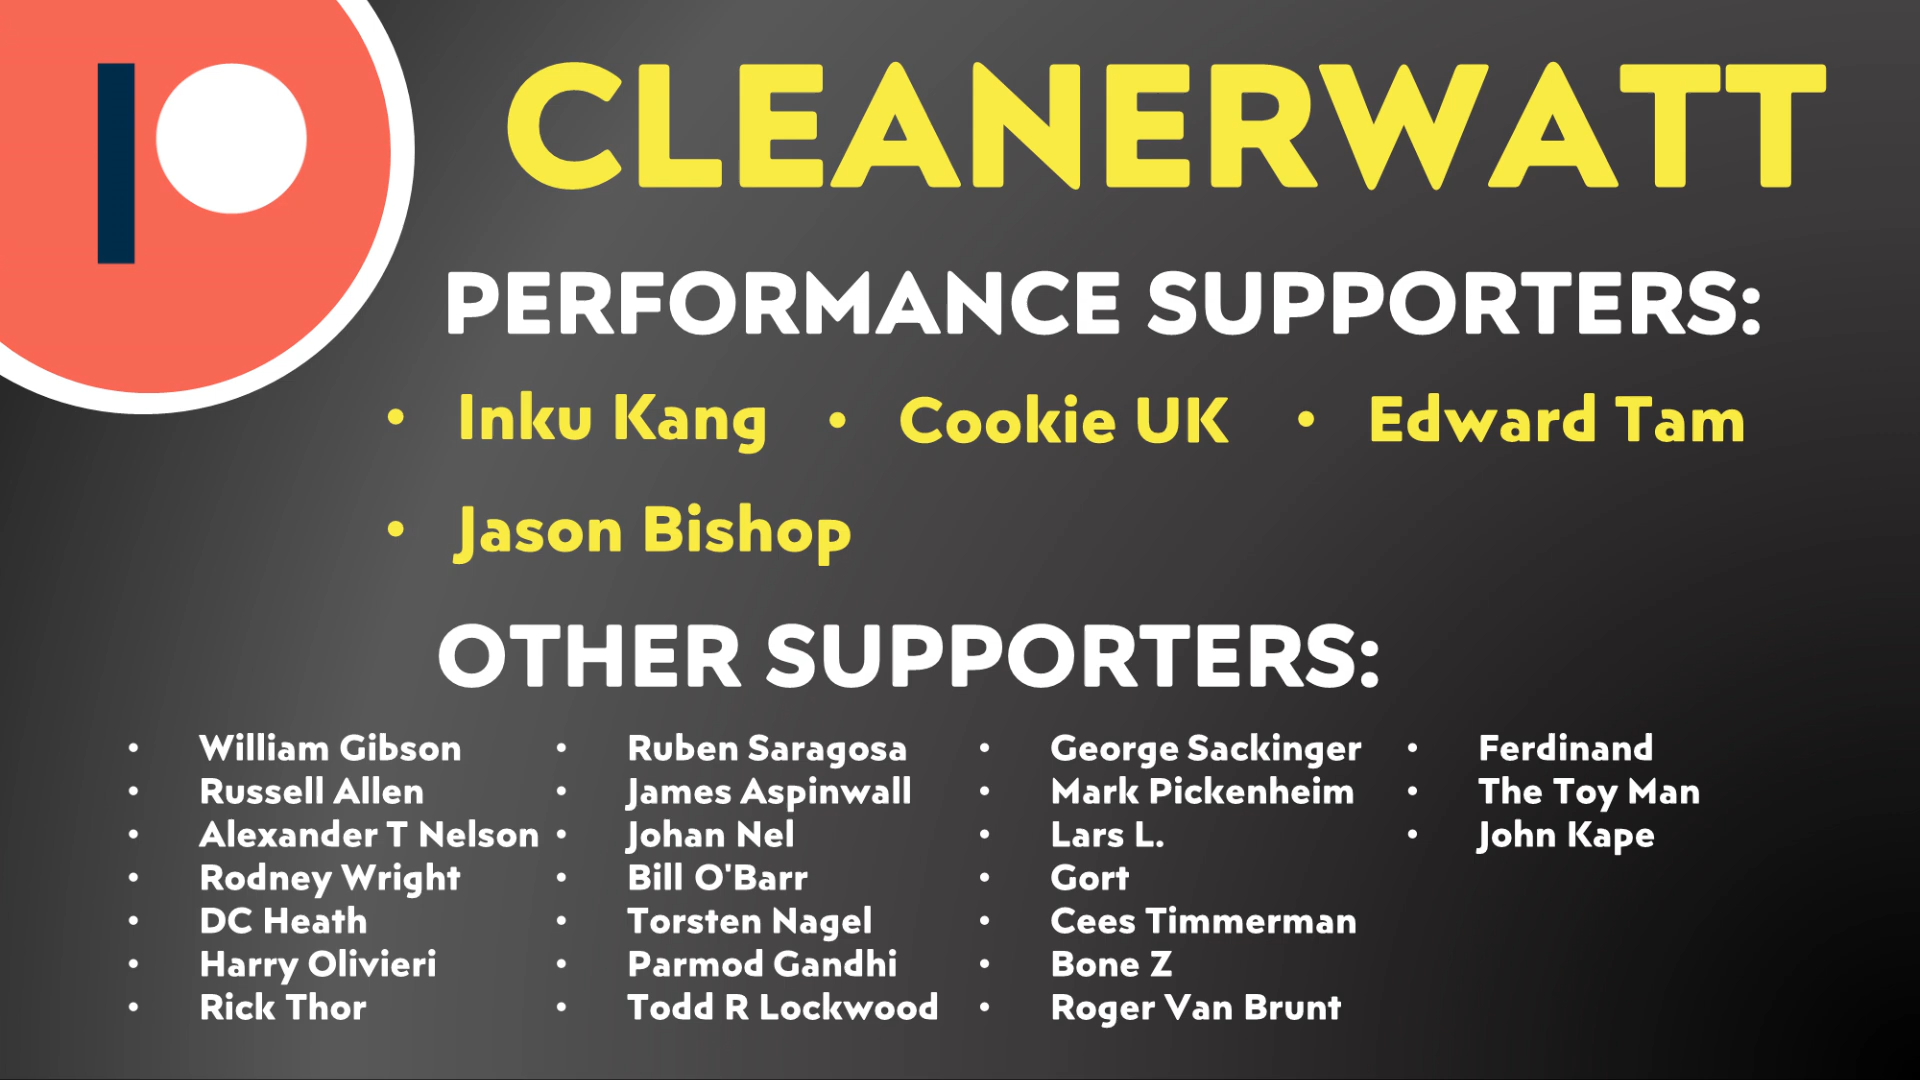 CLEANERWATT
PERFORMANCE SUPPORTERS:
• Inku Kang • Cookie UK • Edward Tam
• Jason Bishop
OTHER SUPPORTERS:
• William Gibson
• Russell Allen
• Alexander T Nelson
• Rodney Wright
• DC Heath
• Harry Olivieri
• Rick Thor
• Ruben Saragosa
• James Aspinwall
• Johan Nel
• Bill O'Barr
• Torsten Nagel
• Parmod Gandhi
• Todd R Lockwood
• George Sackinger
• Mark Pickenheim
• Lars L.
• Gort
• Cees Timmerman
• Bone Z
• Roger Van Brunt
• Ferdinand
• The Toy Man
• John Kape